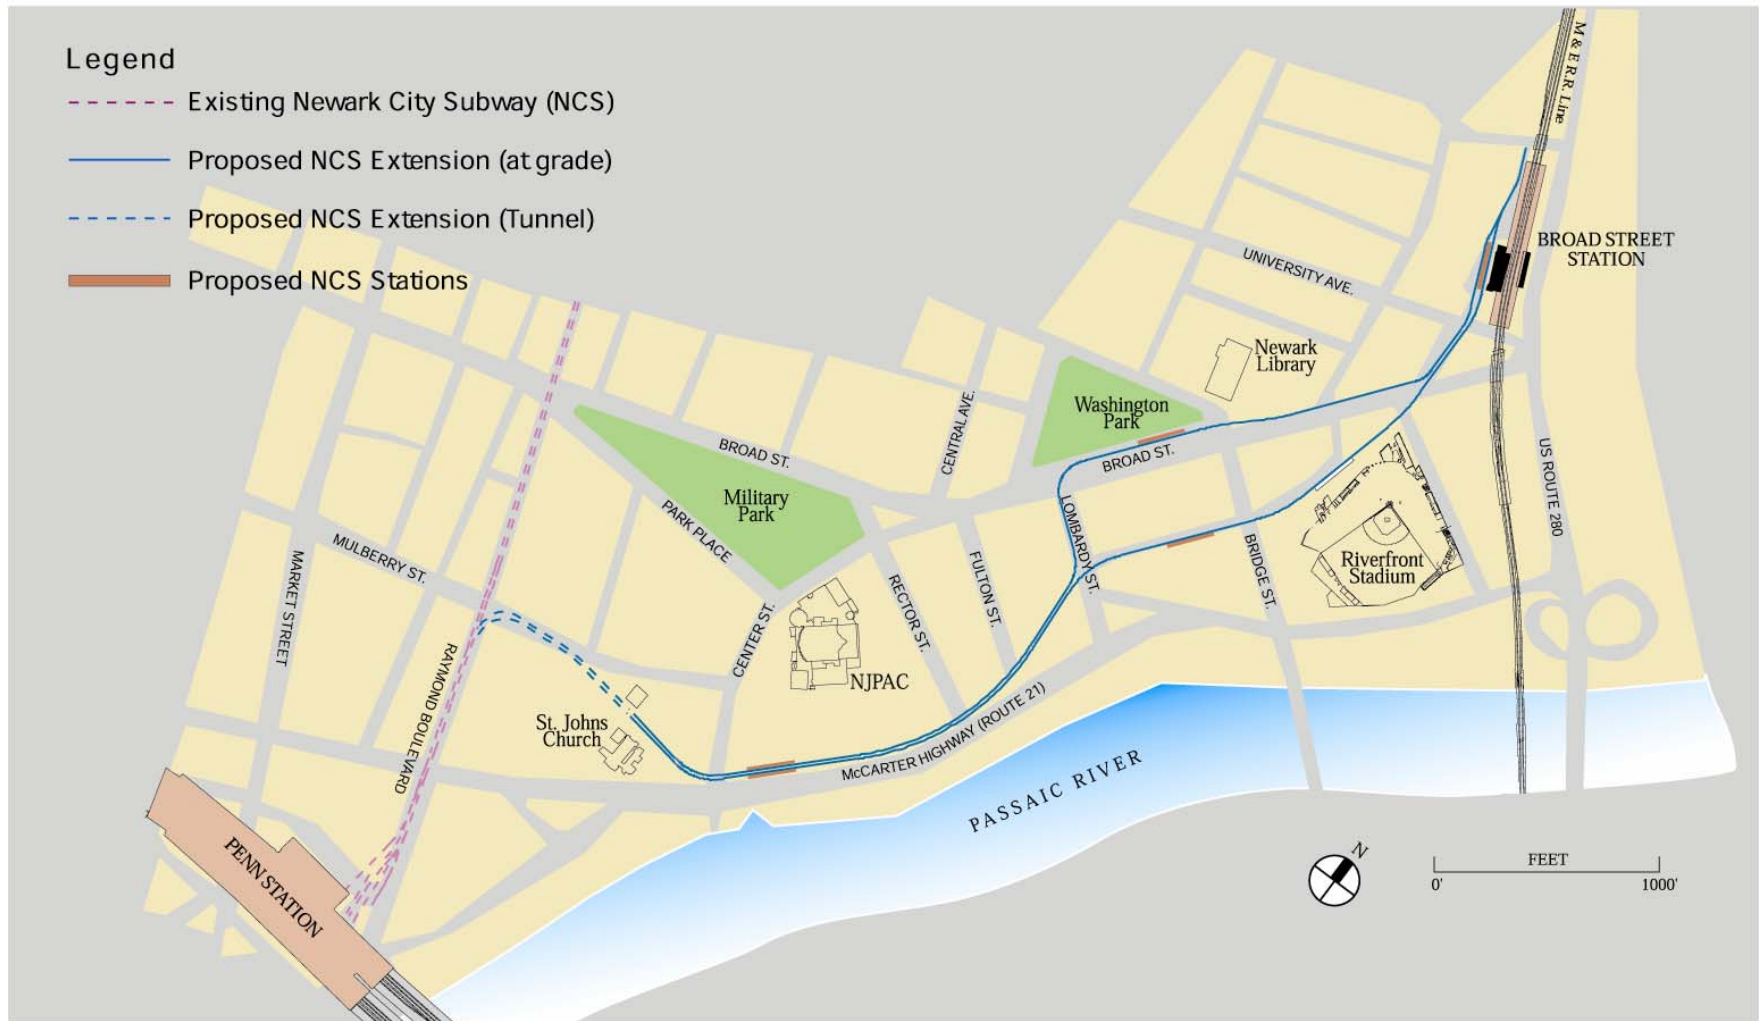 Legend
Existing Newark City Subway (NCS)
Proposed NCS Extension (at grade)
Proposed NCS Extension (Tunnel)
Proposed NCS Stations
M & E R.R. Line
BROAD STREET
STATION
UNIVERSITY AVE.
Newark
Library
Washington
Park
CENTRAL AVE.
BROAD ST.
BROAD ST.
Military
Park
PARK PLACE
LOMBARDY ST.
US ROUTE 280
MULBERRY ST.
MARKET STREET
FULTON ST.
RECTOR ST.
BRIDGE ST.
Riverfront
Stadium
CENTER ST.
NJPAC
RAYMOND BOULEVARD
St. Johns
Church
McCARTER HIGHWAY (ROUTE 21)
PASSAIC RIVER
PENN STATION
N
FEET
0'
1000'